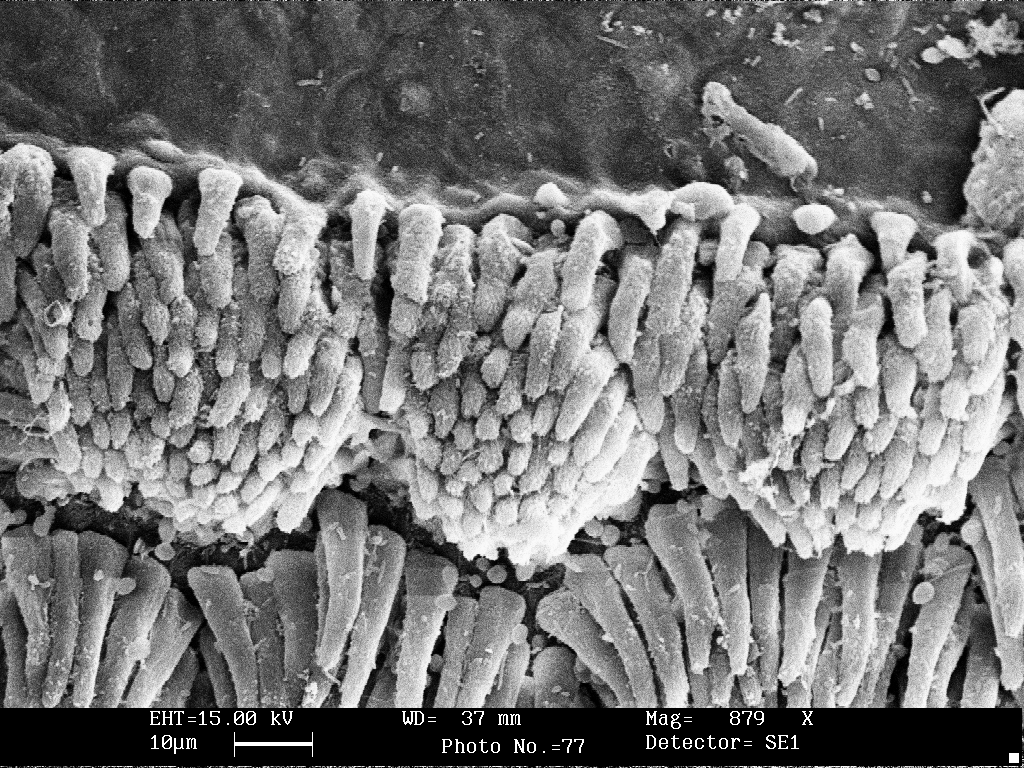 EHT=15.00 kV WD= 37 mm Mag= 879 X
10µm Photo No.=77 Detector= SE1